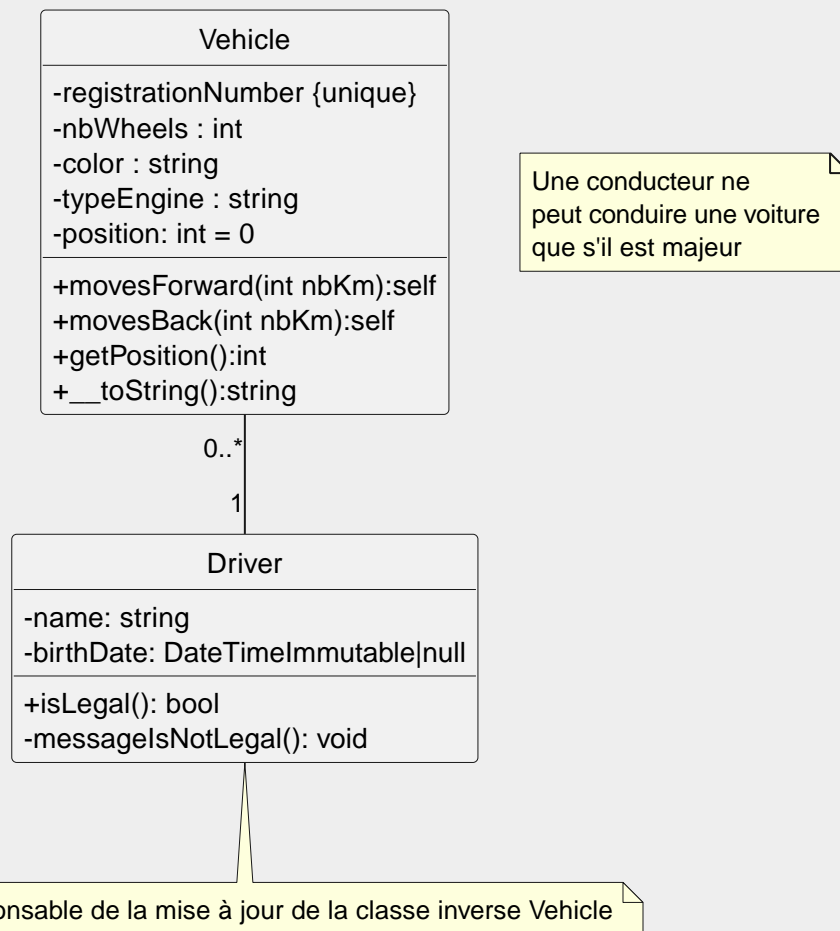 Vehicle
-registrationNumber {unique}
-nbWheels : int
-color : string
-typeEngine : string
-position: int = 0
+movesForward(int nbKm):self
+movesBack(int nbKm):self
+getPosition():int
+__toString():string
Une conducteur ne
peut conduire une voiture
que s'il est majeur
0..*
1
Driver
-name: string
-birthDate: DateTimeImmutable|null
+isLegal(): bool
-messageIsNotLegal(): void
de la mise à jour de la classe inverse Vehicle